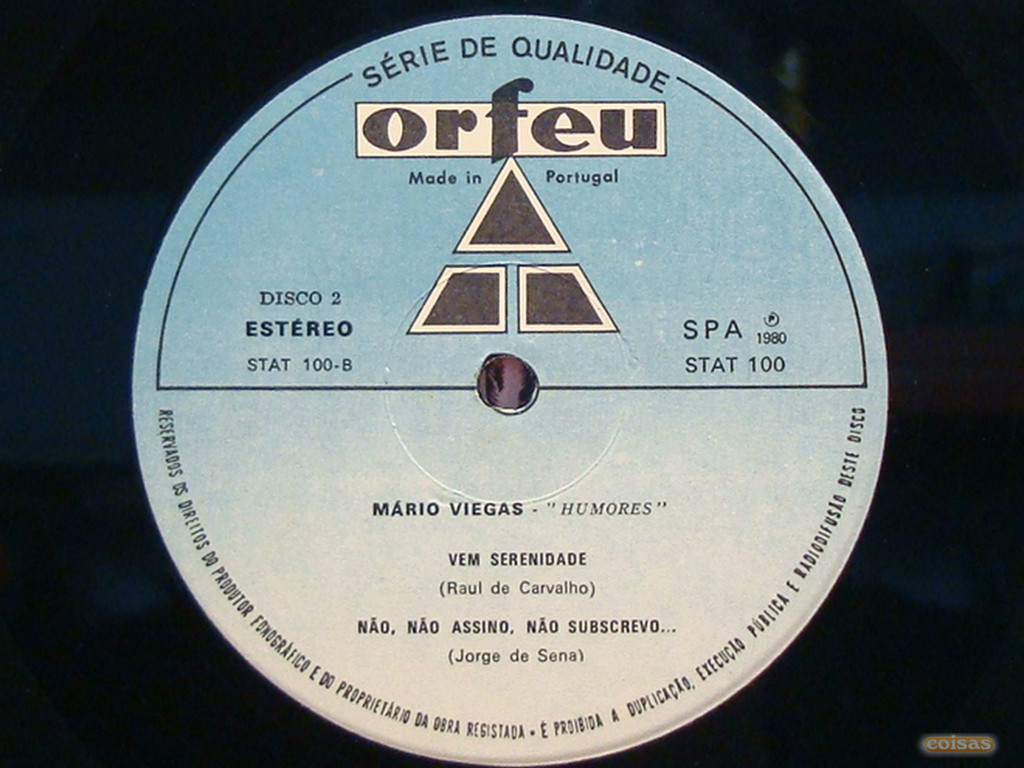 SÉRIE DE QUALIDADE
orfeu
Made in Portugal
DISCO 2
ESTÉREO
STAT 100-B
SPA ℗ 1980
STAT 100
MÁRIO VIEGAS - "HUMORES"
VEM SERENIDADE
(Raul de Carvalho)
NÃO, NÃO ASSINO, NÃO SUBSCREVO...
(Jorge de Sena)
RESERVADOS OS DIREITOS DO PRODUTOR FONOGRÁFICO E DO PROPRIETÁRIO DA OBRA REGISTADA • É PROIBIDA A DUPLICAÇÃO, EXECUÇÃO PÚBLICA E RADIODIFUSÃO DESTE DISCO
coisas